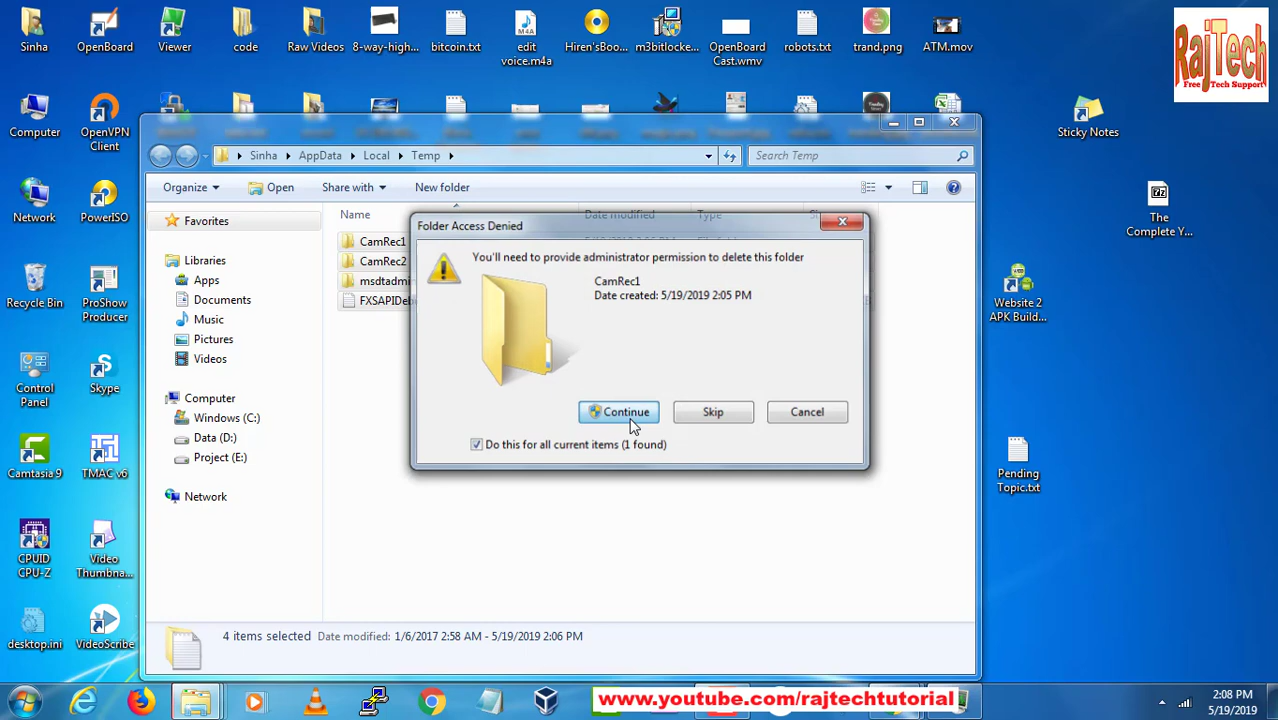 Sinha
OpenBoard
Viewer
code
Raw Videos
8-way-high...
bitcoin.txt
edit
voice.m4a
Hiren'sBoo...
m3bitlocke...
OpenBoard
Cast.wmv
robots.txt
trand.png
ATM.mov
RajTech
Free Tech Support
Computer
OpenVPN
Client
Sticky Notes
Sinha
AppData
Local
Temp
Search Temp
Organize
Open
Share with
New folder
Network
PowerISO
The
Complete Y...
Favorites
Name
Date modified
Type
Folder Access Denied
CamRec1
You'll need to provide administrator permission to delete this folder
Libraries
CamRec2
Apps
msdtadmi
CamRec1
Date created: 5/19/2019 2:05 PM
Recycle Bin
ProShow
Producer
Documents
FXSAPIDe
Website 2
APK Build...
Music
Pictures
Videos
Control
Panel
Skype
Computer
Continue
Skip
Cancel
Windows (C:)
Data (D:)
Do this for all current items (1 found)
Project (E:)
Camtasia 9
TMAC v6
Pending
Topic.txt
Network
CPUID
CPU-Z
Video
Thumbna...
4 items selected
Date modified: 1/6/2017 2:58 AM - 5/19/2019 2:06 PM
desktop.ini
VideoScribe
www.youtube.com/rajtechtutorial
2:08 PM
5/19/2019